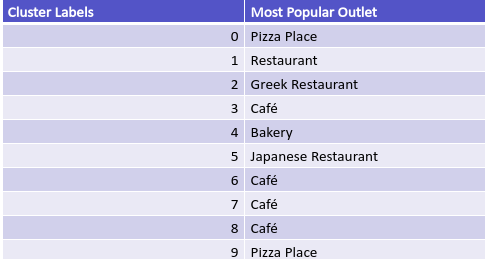 Cluster Labels Most Popular Outlet
0 Pizza Place
1 Restaurant
2 Greek Restaurant
3 Café
4 Bakery
5 Japanese Restaurant
6 Café
7 Café
8 Café
9 Pizza Place